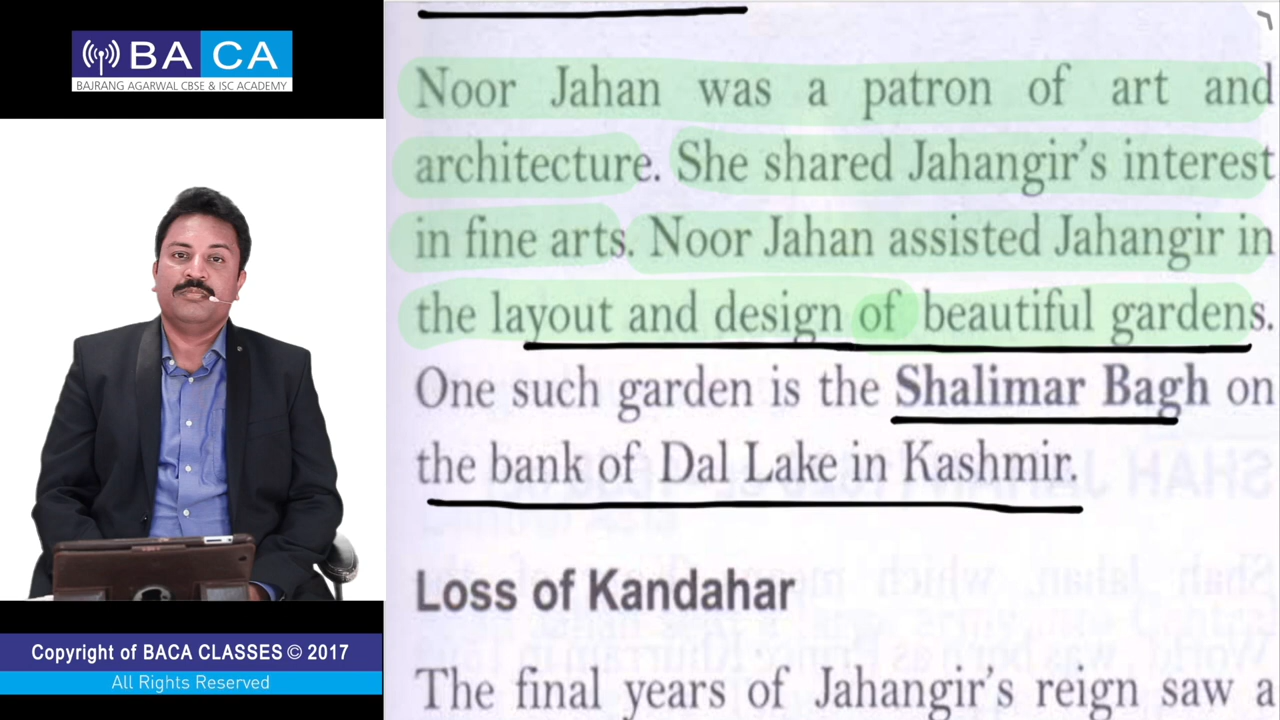 BACA
BAJRANG AGARWAL CBSE & ISC ACADEMY
Noor Jahan was a patron of art and
architecture. She shared Jahangir's interest
in fine arts. Noor Jahan assisted Jahangir in
the layout and design of beautiful gardens.
One such garden is the Shalimar Bagh on
the bank of Dal Lake in Kashmir.
Loss of Kandahar
The final years of Jahangir's reign saw a
Copyright of BACA CLASSES © 2017
All Rights Reserved